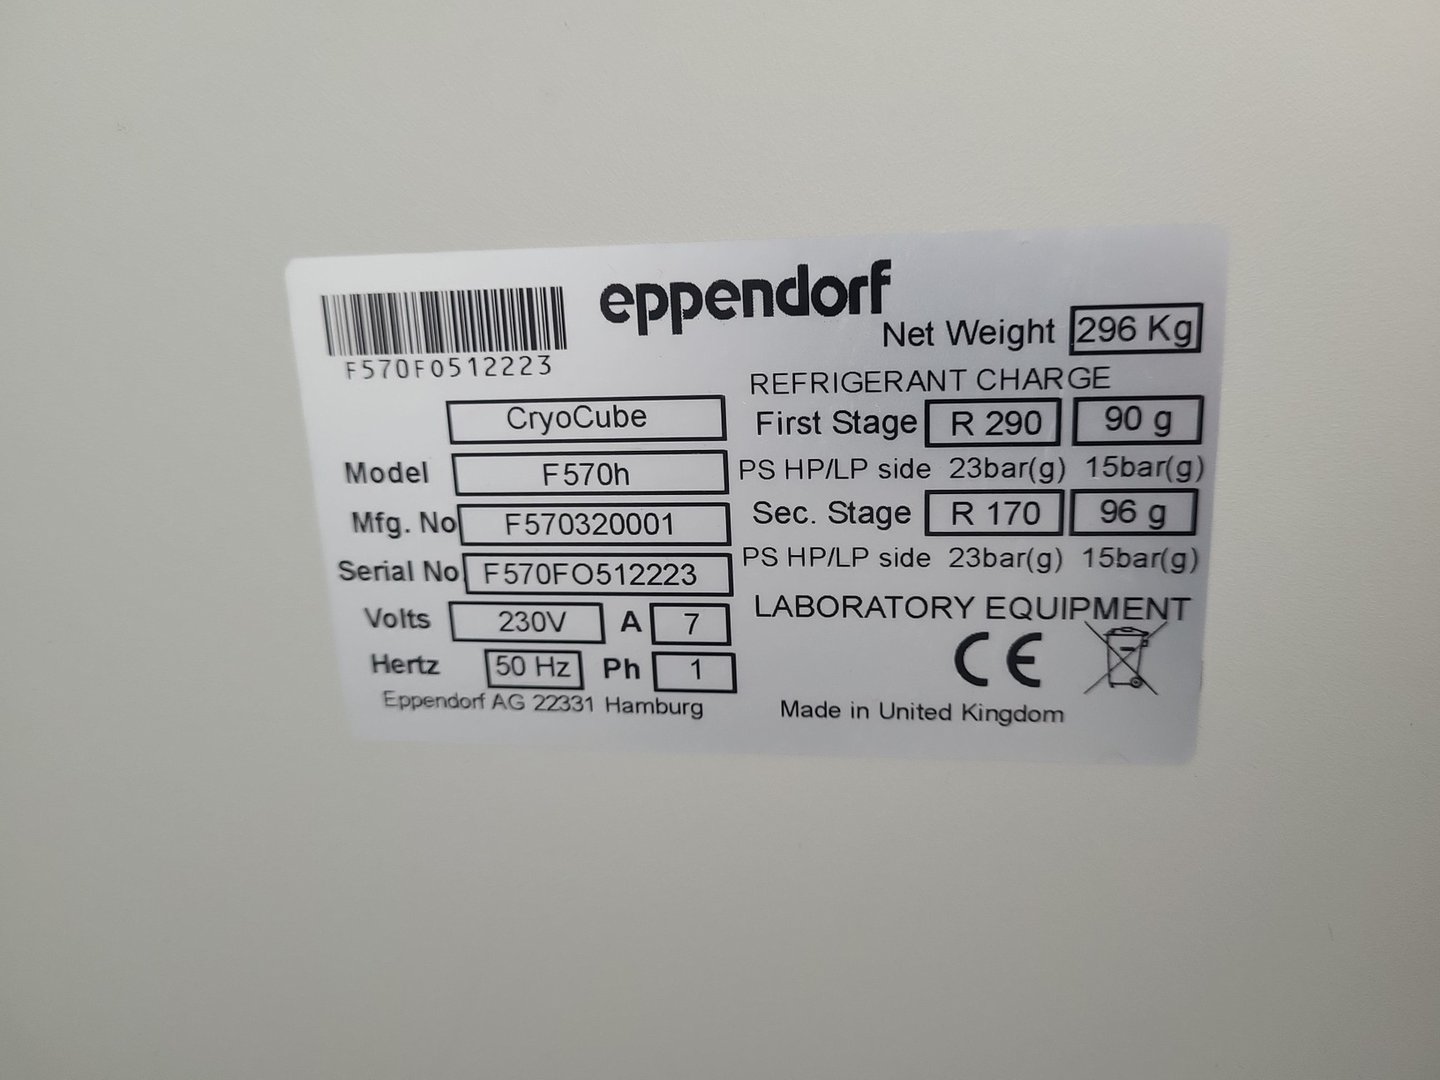 eppendorf
F570FO512223
Net Weight 296 Kg
CryoCube
Model F570h
Mfg. No F570320001
Serial No F570FO512223
Volts 230V A 7
Hertz 50 Hz Ph 1
Eppendorf AG 22331 Hamburg
REFRIGERANT CHARGE
First Stage R 290 90 g
PS HP/LP side 23bar(g) 15bar(g)
Sec. Stage R 170 96 g
PS HP/LP side 23bar(g) 15bar(g)
LABORATORY EQUIPMENT
CE
Made in United Kingdom